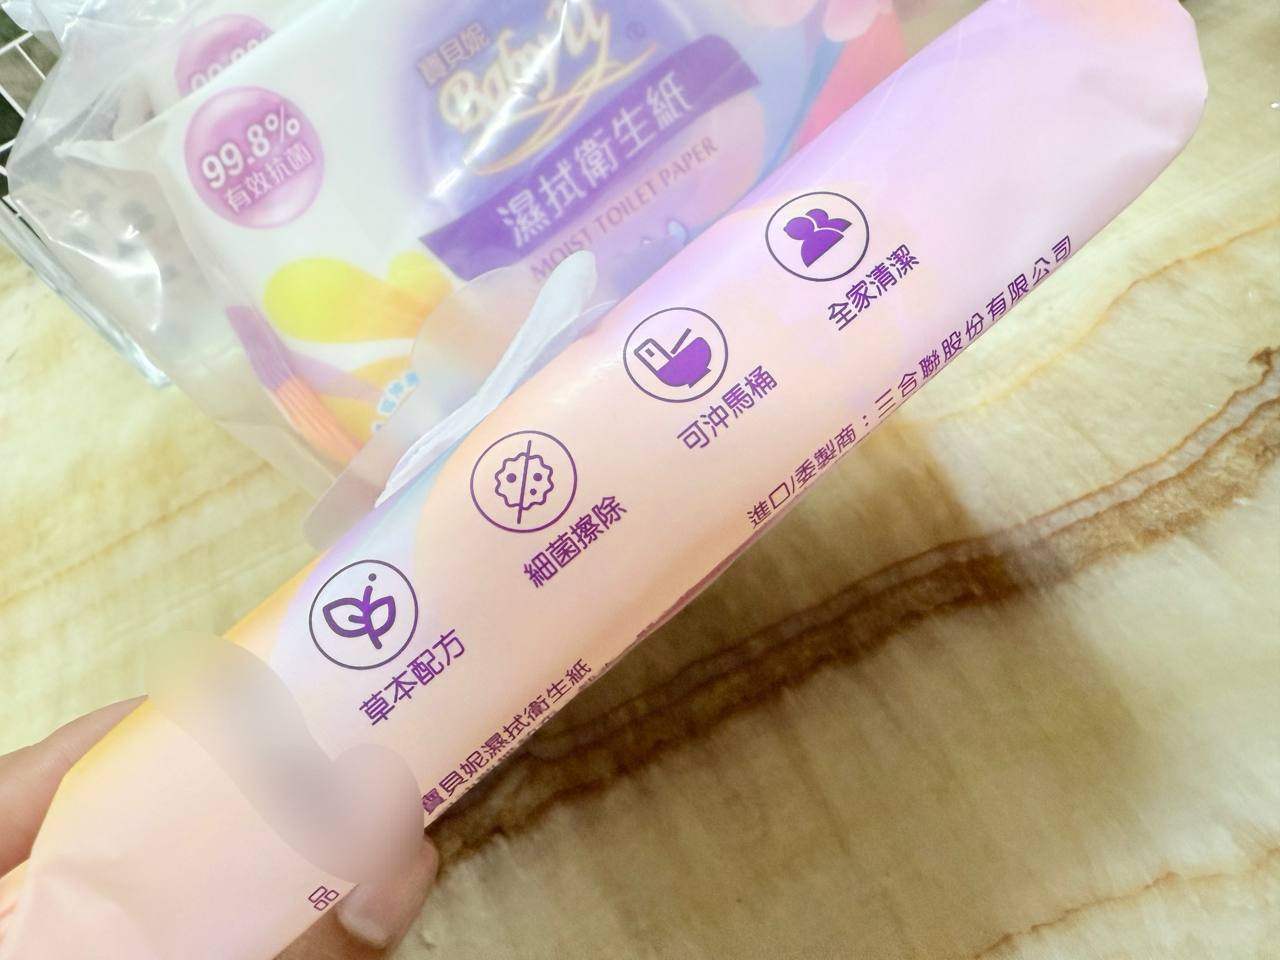 99.8%
有效抗菌
寶貝妮
Baby U
濕拭衛生紙
MOIST TOILET PAPER
全家清潔
可沖馬桶
細菌擦除
草本配方
進口/委製商：三合聯股份有限公司
寶貝妮濕拭衛生紙
品